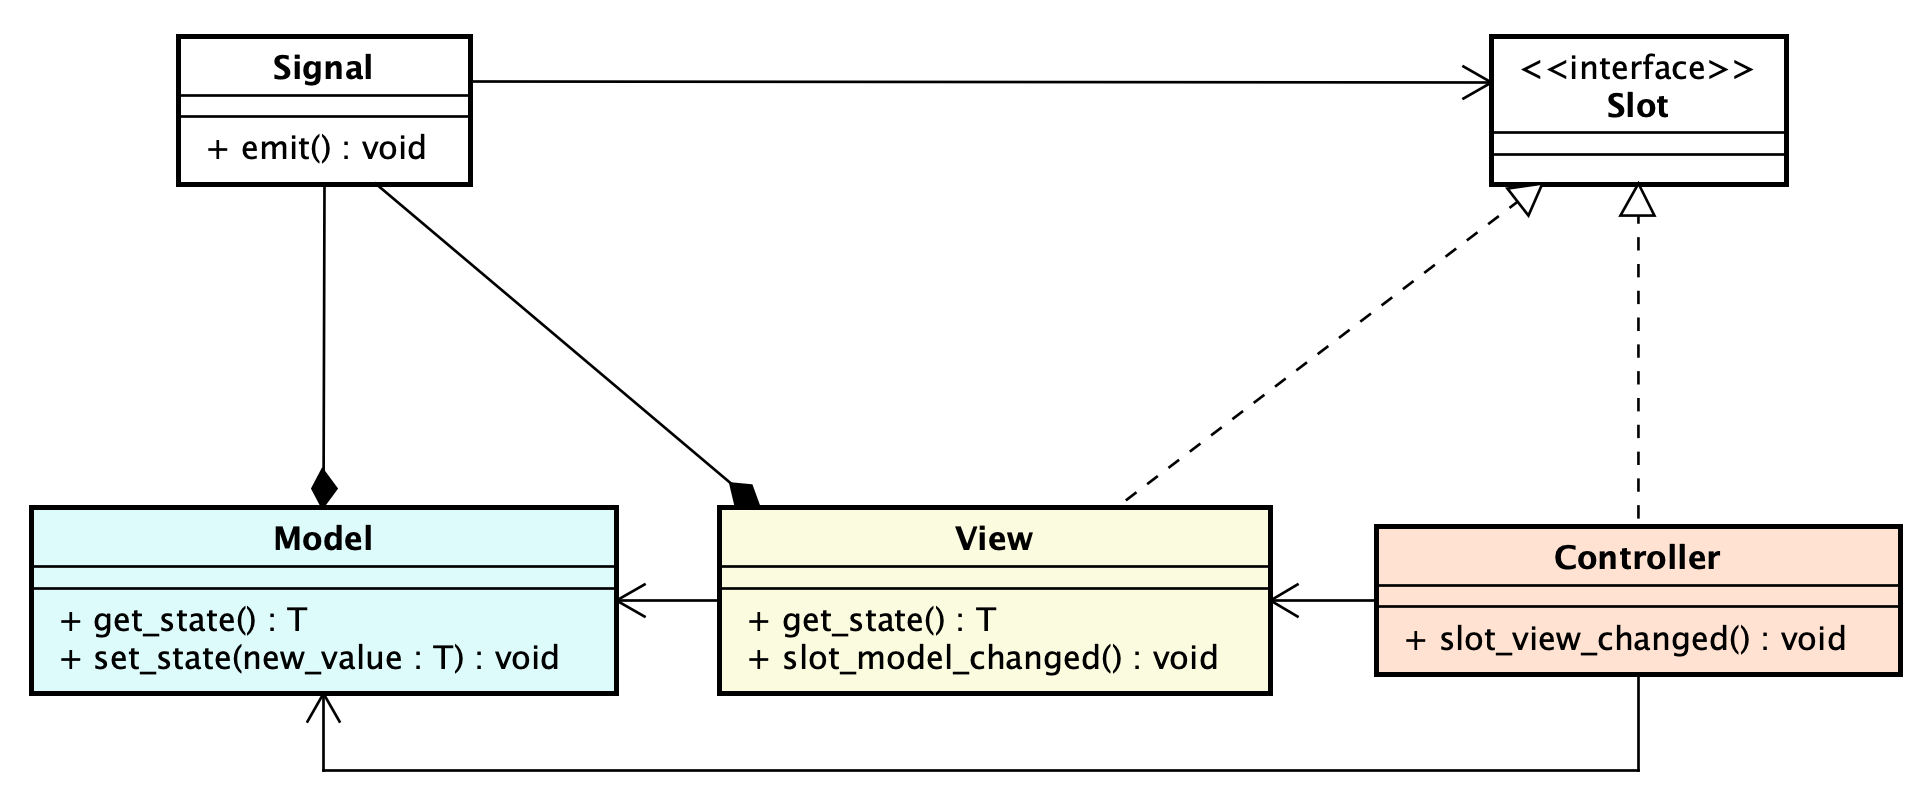 Signal
+ emit() : void
<<interface>>
Slot
Model
+ get_state() : T
+ set_state(new_value : T) : void
View
+ get_state() : T
+ slot_model_changed() : void
Controller
+ slot_view_changed() : void